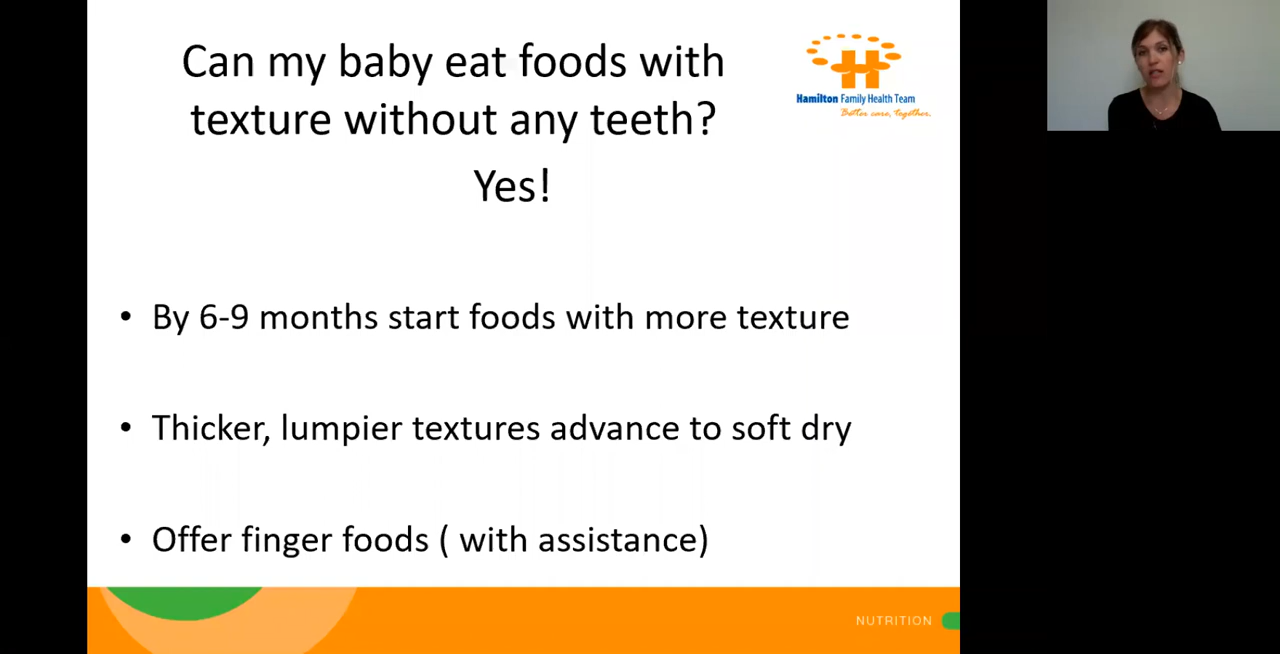 Can my baby eat foods with
texture without any teeth?
Yes!
Hamilton Family Health Team
Better care, together.
• By 6-9 months start foods with more texture
• Thicker, lumpier textures advance to soft dry
• Offer finger foods ( with assistance)
NUTRITION